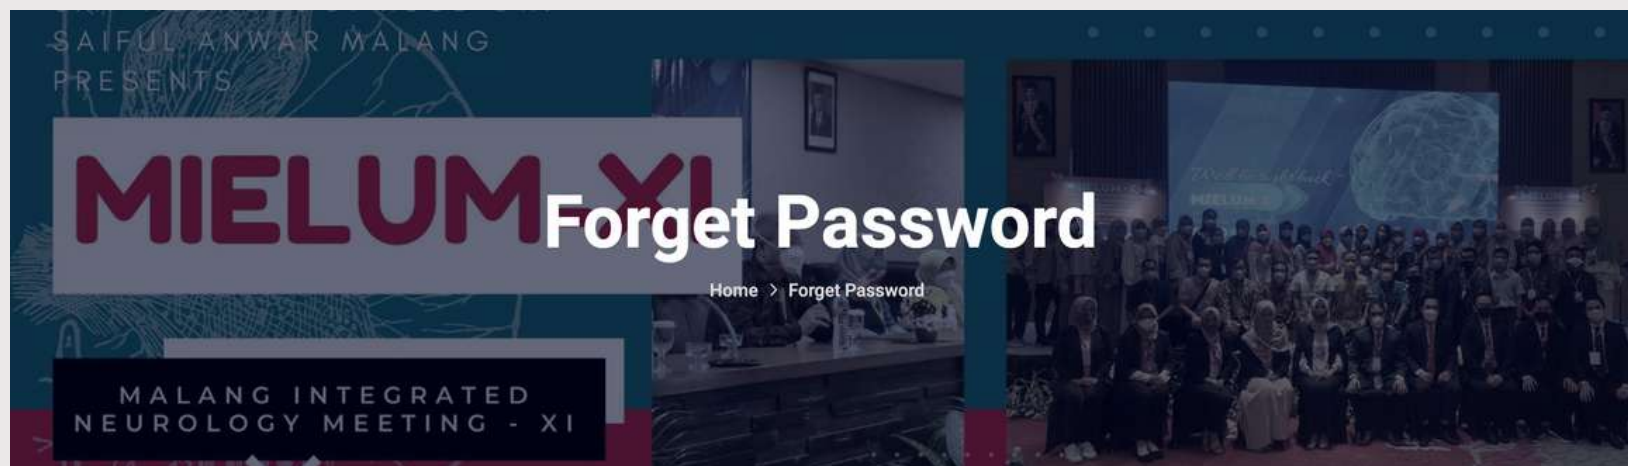 SAIFUL ANWAR MALANG
PRESENTS
MIELUM-XI
Forget Password
Home > Forget Password
MALANG INTEGRATED
NEUROLOGY MEETING - XI